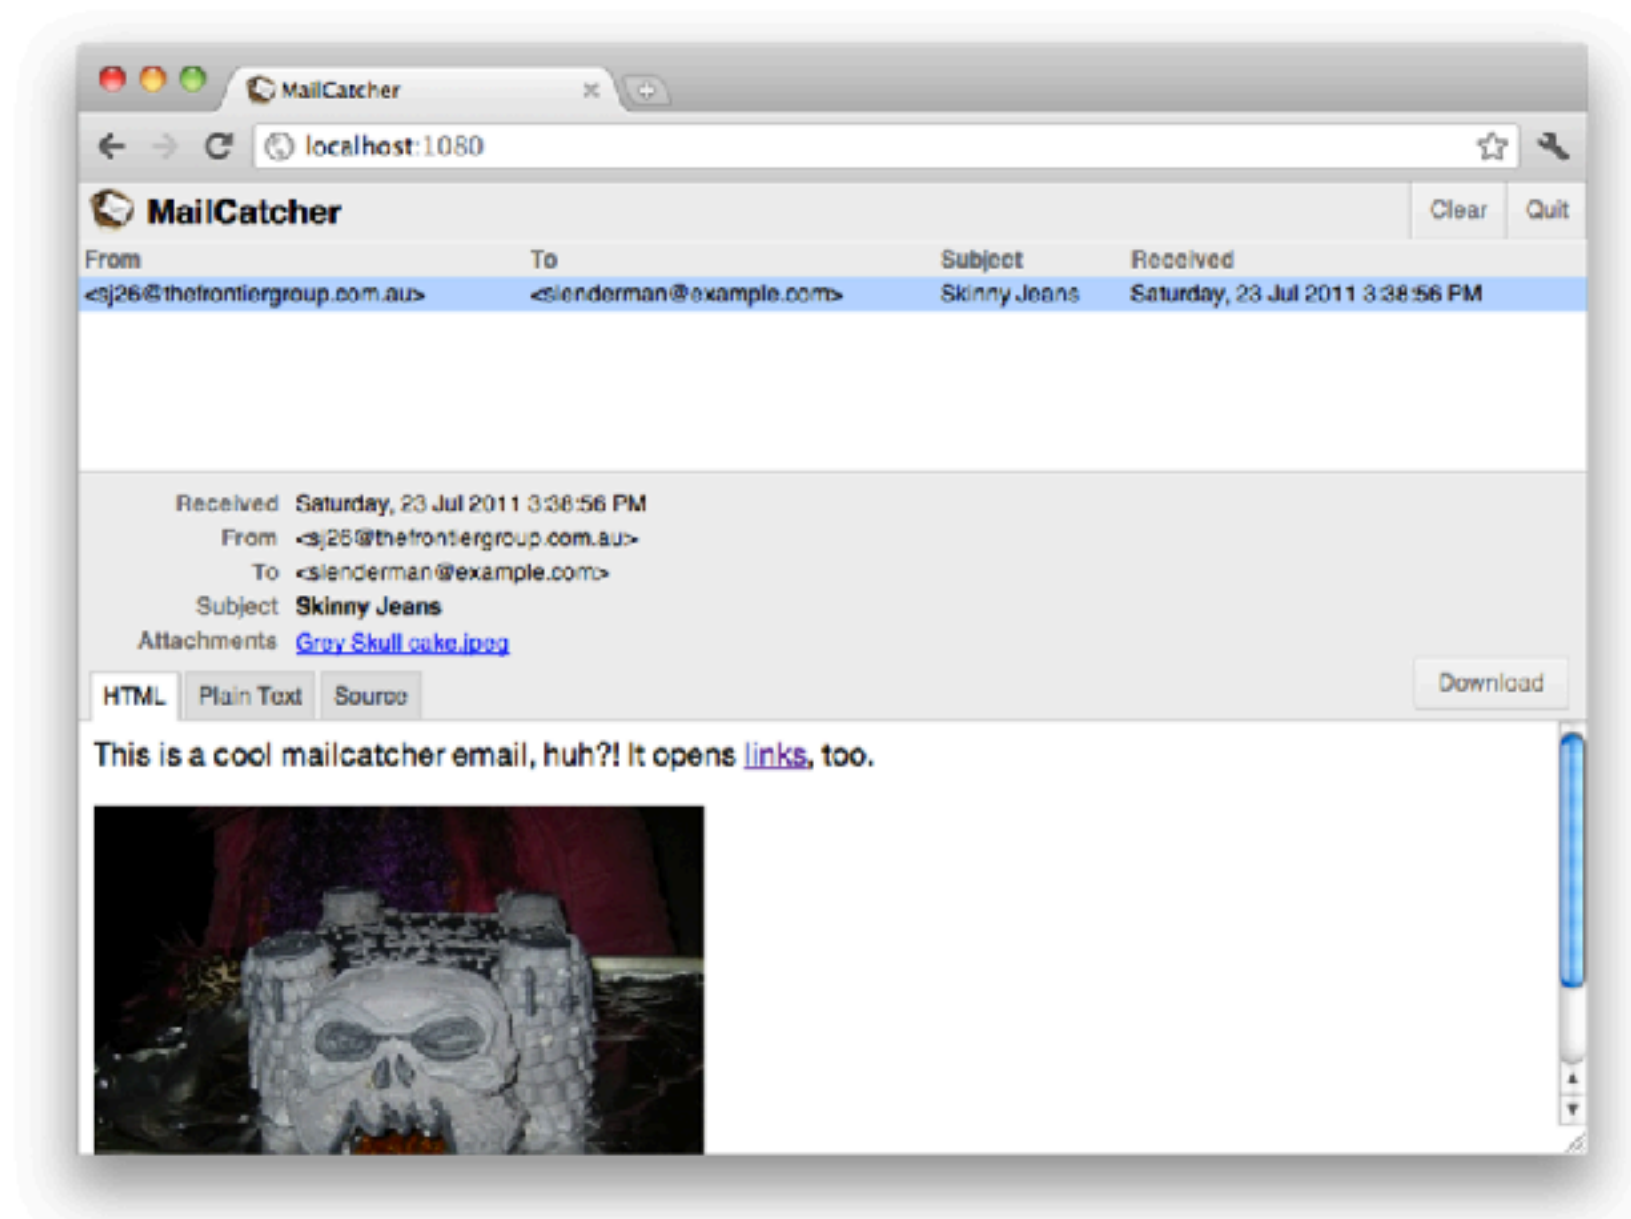 MailCatcher
localhost:1080
MailCatcher Clear Quit
From To Subject Received
<sj26@thefrontiergroup.com.au> <slenderman@example.com> Skinny Jeans Saturday, 23 Jul 2011 3:38:56 PM
Received Saturday, 23 Jul 2011 3:38:56 PM
From <sj26@thefrontiergroup.com.au>
To <slenderman@example.com>
Subject Skinny Jeans
Attachments Grey Skull cake.jpeg
Download
HTML Plain Text Source
This is a cool mailcatcher email, huh?! It opens links, too.